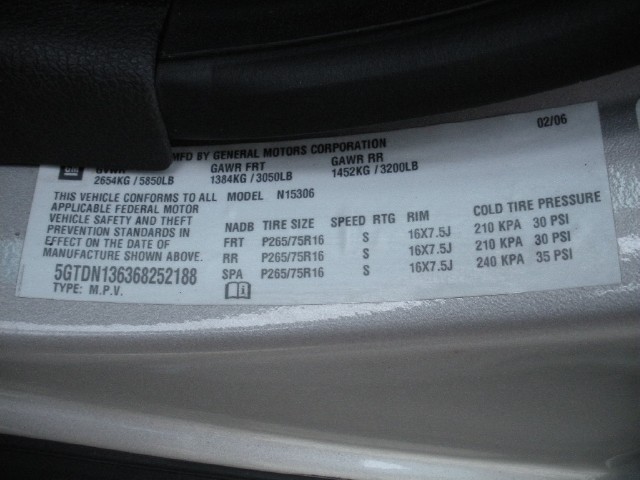 MFD BY GENERAL MOTORS CORPORATION 02/06
GVWR GAWR FRT GAWR RR
2654KG / 5850LB 1384KG / 3050LB 1452KG / 3200LB
THIS VEHICLE CONFORMS TO ALL
APPLICABLE FEDERAL MOTOR
VEHICLE SAFETY AND THEFT
PREVENTION STANDARDS IN
EFFECT ON THE DATE OF
MANUFACTURE SHOWN ABOVE.
5GTDN136368252188
TYPE: M.P.V.
MODEL N15306
NADB TIRE SIZE SPEED RTG RIM COLD TIRE PRESSURE
FRT P265/75R16 S 16X7.5J 210 KPA 30 PSI
RR P265/75R16 S 16X7.5J 210 KPA 30 PSI
SPA P265/75R16 S 16X7.5J 240 KPA 35 PSI